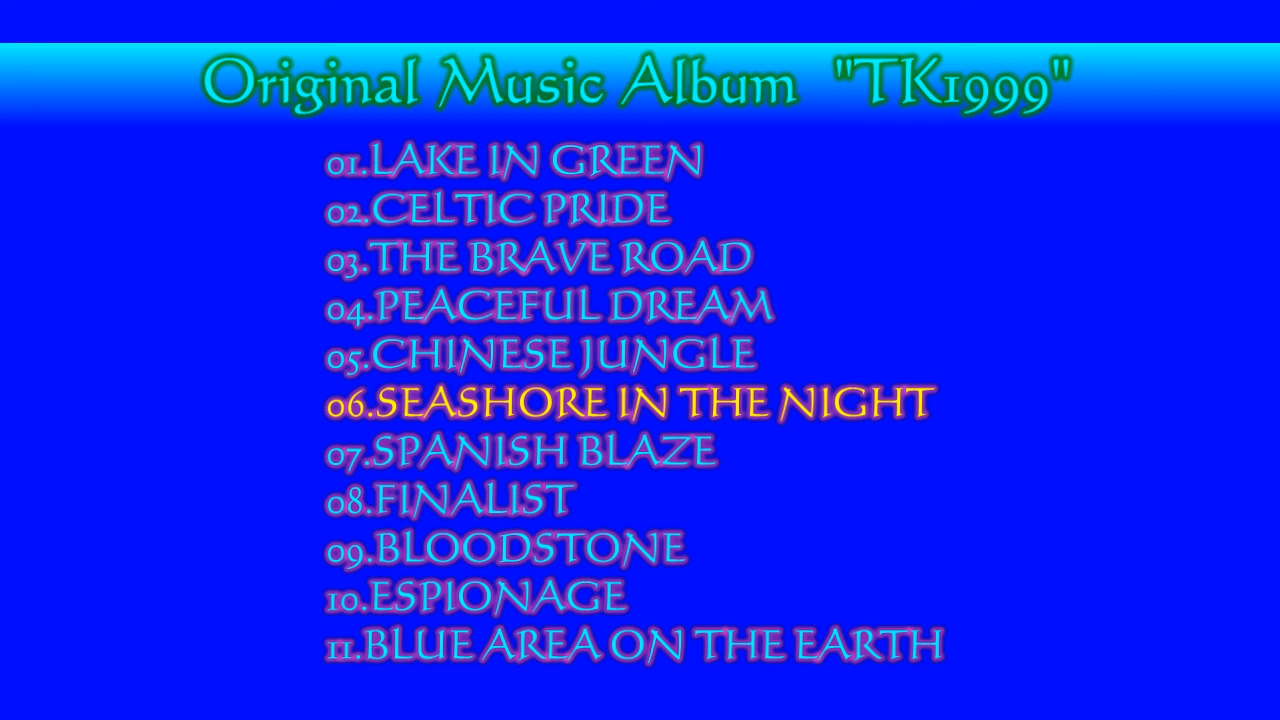 Original Music Album "TK1999"
01.LAKE IN GREEN
02.CELTIC PRIDE
03.THE BRAVE ROAD
04.PEACEFUL DREAM
05.CHINESE JUNGLE
06.SEASHORE IN THE NIGHT
07.SPANISH BLAZE
08.FINALIST
09.BLOODSTONE
10.ESPIONAGE
11.BLUE AREA ON THE EARTH